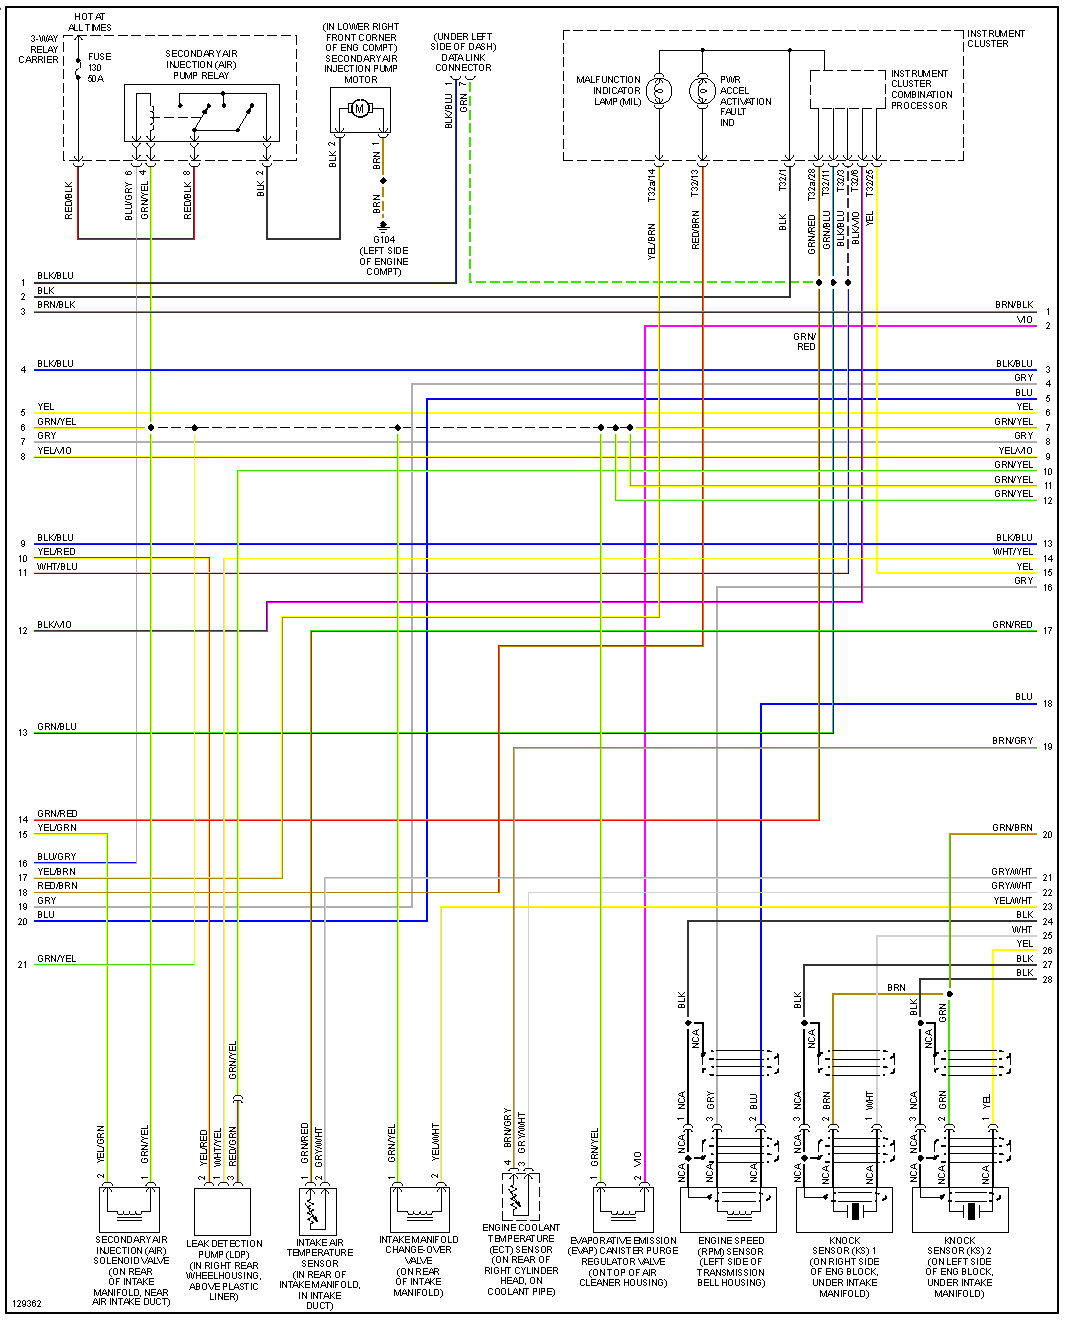 HOT AT
ALL TIMES
3-WAY
RELAY
CARRIER
FUSE
130
50A
SECONDARY AIR
INJECTION (AIR)
PUMP RELAY
(IN LOWER RIGHT
FRONT CORNER
OF ENG COMPT)
SECONDARY AIR
INJECTION PUMP
MOTOR
M
(UNDER LEFT
SIDE OF DASH)
DATA LINK
CONNECTOR
INSTRUMENT
CLUSTER
MALFUNCTION
INDICATOR
LAMP (MIL)
PWR
ACCEL
ACTIVATION
FAULT
IND
INSTRUMENT
CLUSTER
COMBINATION
PROCESSOR
RED/BLK
BLU/GRY 6
GRN/YEL 4
RED/BLK 8
BLK 2
BLK 2
BRN 1
BRN
G104
(LEFT SIDE
OF ENGINE
COMPT)
BLK/BLU 1
GRN 7
YEL/BRN T32a/14
RED/BRN T32/13
BLK T32/1
GRN/RED T32a/28
GRN/BLU T32/11
BLK/BLU T32/3
BLK/VIO T32/6
YEL T32/25
GRN/
RED
1 BLK/BLU
2 BLK
3 BRN/BLK
4 BLK/BLU
5 YEL
6 GRN/YEL
7 GRY
8 YEL/VIO
9 BLK/BLU
10 YEL/RED
11 WHT/BLU
12 BLK/VIO
13 GRN/BLU
14 GRN/RED
15 YEL/GRN
16 BLU/GRY
17 YEL/BRN
18 RED/BRN
19 GRY
20 BLU
21 GRN/YEL
BRN/BLK 1
VIO 2
BLK/BLU 3
GRY 4
BLU 5
YEL 6
GRN/YEL 7
GRY 8
YEL/VIO 9
GRN/YEL 10
GRN/YEL 11
GRN/YEL 12
BLK/BLU 13
WHT/YEL 14
YEL 15
GRY 16
GRN/RED 17
BLU 18
BRN/GRY 19
GRN/BRN 20
GRY/WHT 21
GRY/WHT 22
YEL/WHT 23
BLK 24
WHT 25
YEL 26
BLK 27
BLK 28
BRN
BLK
NCA
BLK
NCA
BLK
NCA
GRN
GRN/YEL
1 NCA
3 GRY
2 BLU
3 NCA
2 BRN
1 WHT
3 NCA
2 GRN
1 YEL
NCA
NCA
NCA
NCA
NCA
NCA
NCA
NCA
NCA
NCA
NCA
NCA
2 YEL/GRN
1 GRN/YEL
2 YEL/RED
1 WHT/YEL
3 RED/GRN
1 GRN/RED
2 GRY/WHT
1 GRN/YEL
2 YEL/WHT
4 BRN/GRY
3 GRY/WHT
1 GRN/YEL
2 VIO
SECONDARY AIR
INJECTION (AIR)
SOLENOID VALVE
(ON REAR
OF INTAKE
MANIFOLD, NEAR
AIR INTAKE DUCT)
LEAK DETECTION
PUMP (LDP)
(IN RIGHT REAR
WHEELHOUSING,
ABOVE PLASTIC
LINER)
INTAKE AIR
TEMPERATURE
SENSOR
(IN REAR OF
INTAKE MANIFOLD,
IN INTAKE
DUCT)
INTAKE MANIFOLD
CHANGE-OVER
VALVE
(ON REAR
OF INTAKE
MANIFOLD)
ENGINE COOLANT
TEMPERATURE
(ECT) SENSOR
(ON REAR OF
RIGHT CYLINDER
HEAD, ON
COOLANT PIPE)
EVAPORATIVE EMISSION
(EVAP) CANISTER PURGE
REGULATOR VALVE
(ON TOP OF AIR
CLEANER HOUSING)
ENGINE SPEED
(RPM) SENSOR
(LEFT SIDE OF
TRANSMISSION
BELL HOUSING)
KNOCK
SENSOR (KS) 1
(ON RIGHT SIDE
OF ENG BLOCK,
UNDER INTAKE
MANIFOLD)
KNOCK
SENSOR (KS) 2
(ON LEFT SIDE
OF ENG BLOCK,
UNDER INTAKE
MANIFOLD)
129362